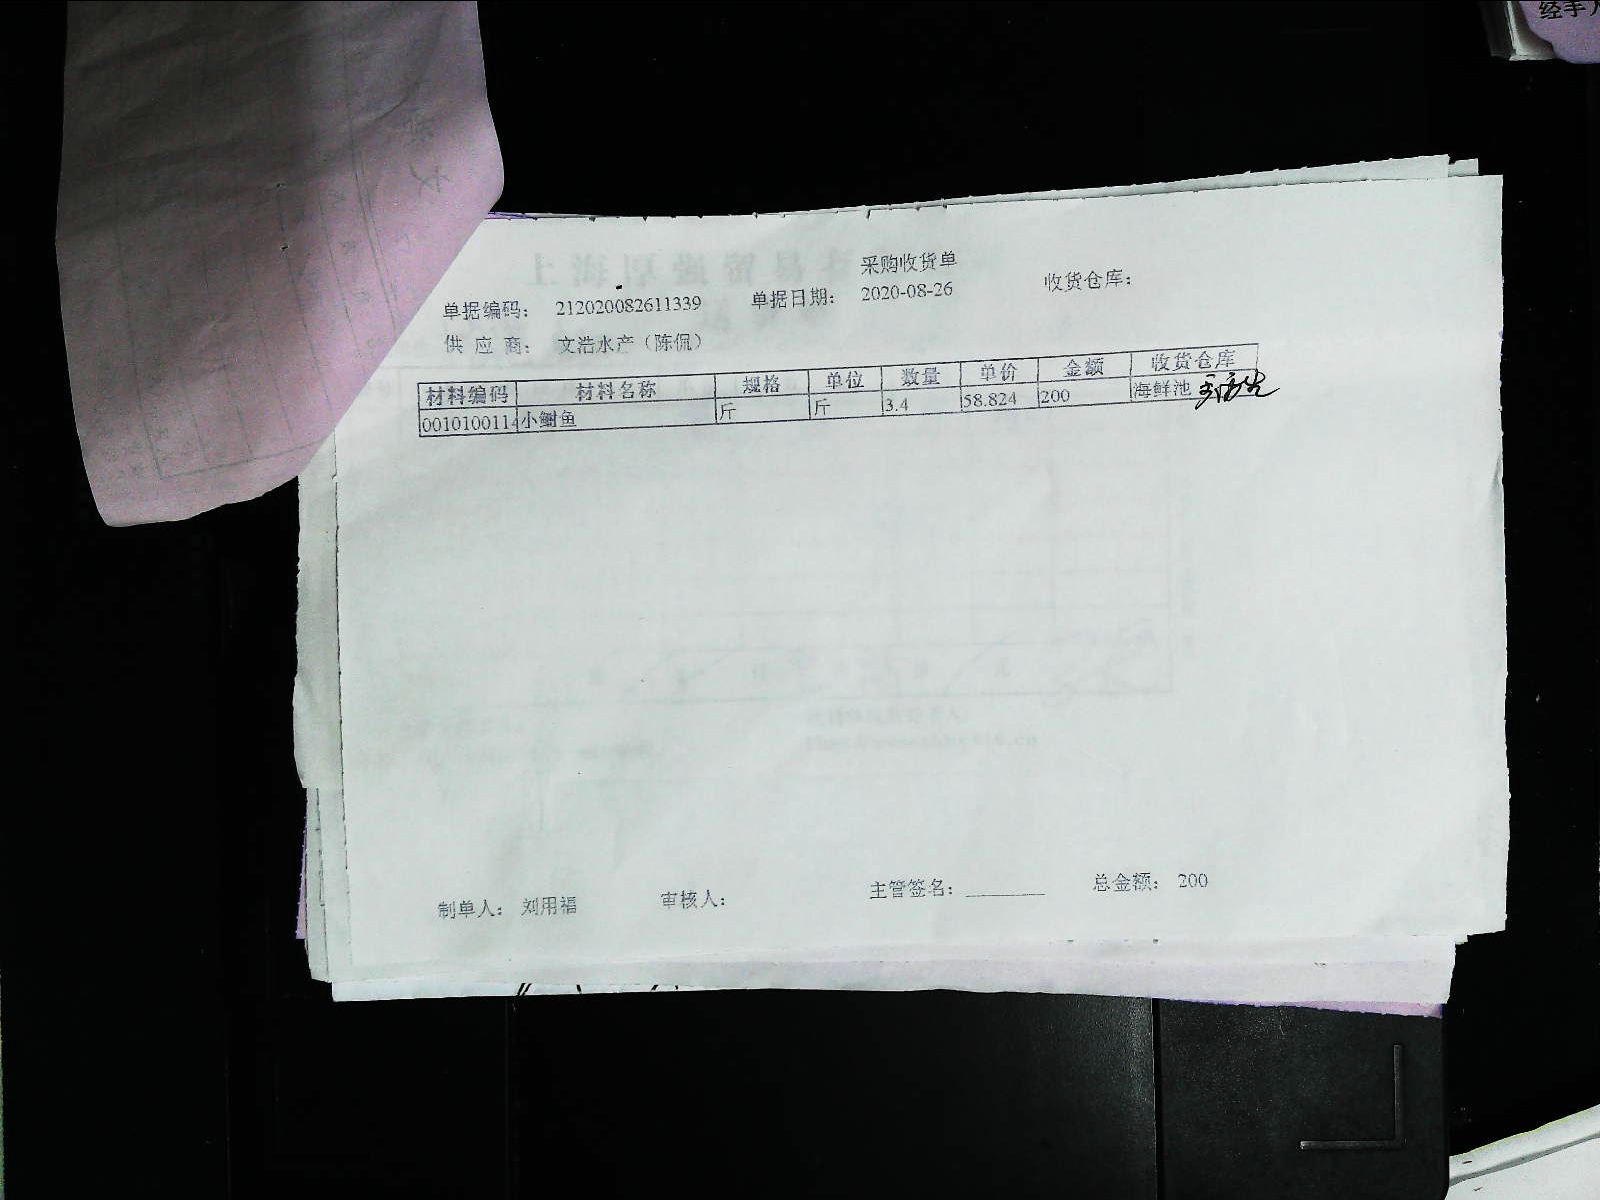 经手人
采购收货单
单据编码： 212020082611339 单据日期： 2020-08-26 收货仓库：
供 应 商： 文浩水产（陈侃）
材料编码 材料名称 规格 单位 数量 单价 金额 收货仓库
0010100114 小鲥鱼 斤 斤 3.4 58.824 200 海鲜池
制单人： 刘用福 审核人： 主管签名： 总金额： 200